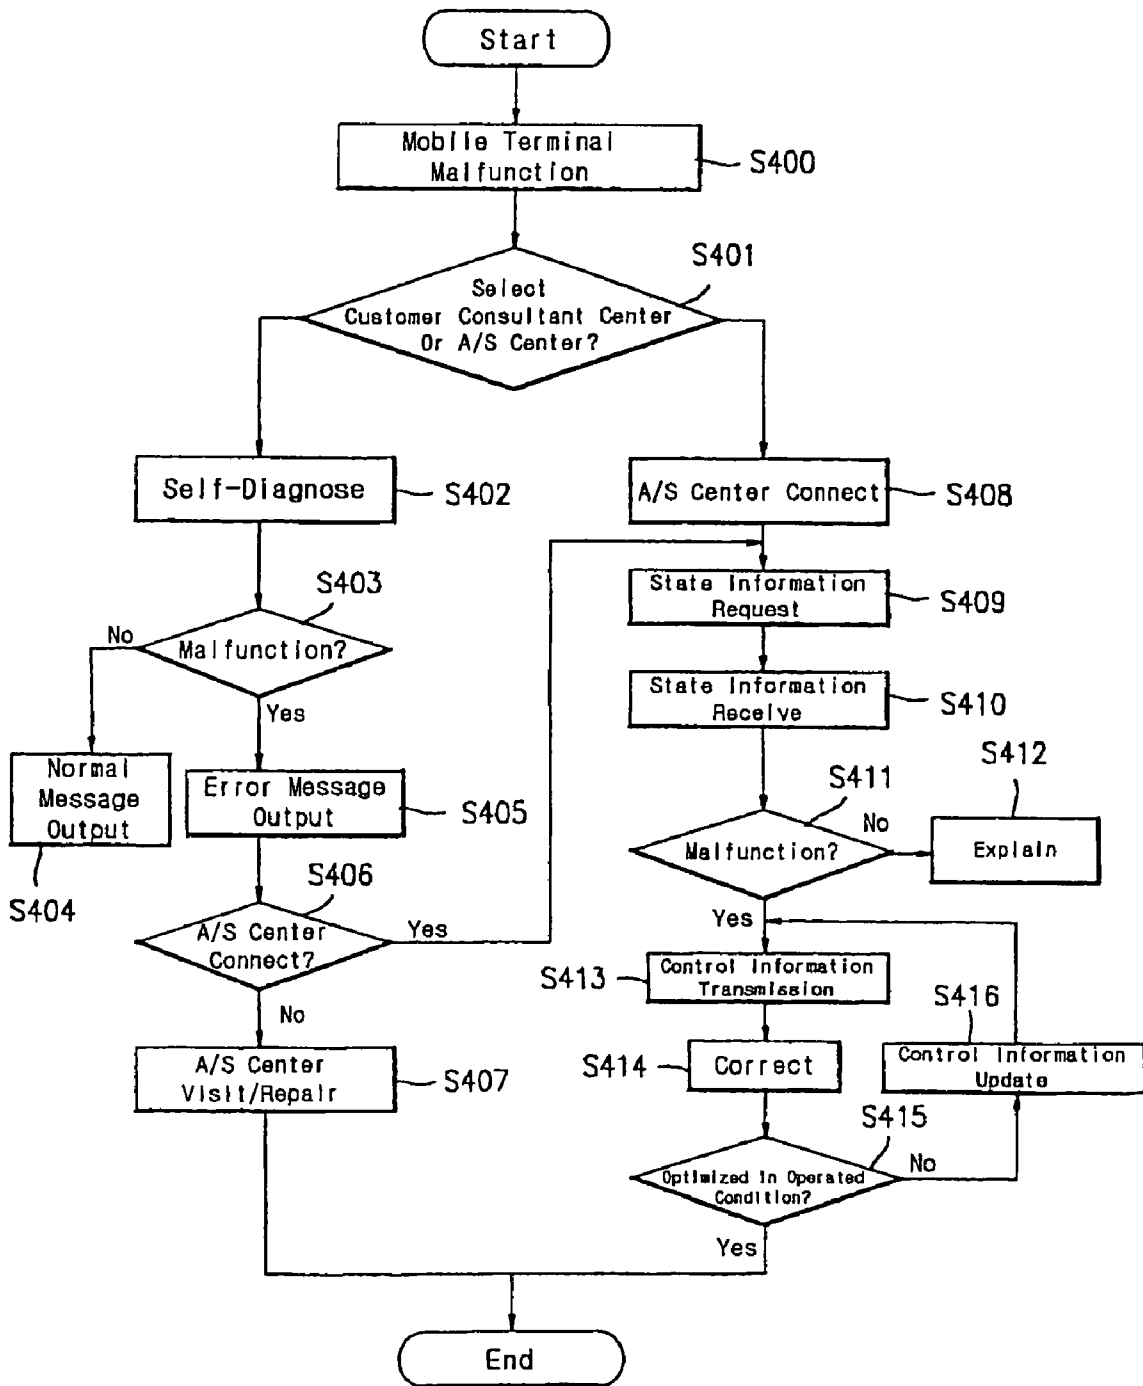 Start
Mobile Terminal
Malfunction
S400
S401
Select
Customer Consultant Center
Or A/S Center?
Self-Diagnose
S402
A/S Center Connect
S408
State Information
Request
S409
S403
No
Malfunction?
Yes
State Information
Receive
S410
Normal
Message
Output
S404
Error Message
Output
S405
S411
Malfunction?
No
S412
Explain
S406
A/S Center
Connect?
Yes
No
Yes
S413
Control Information
Transmission
S416
Control Information
Update
A/S Center
Visit/Repair
S407
S414
Correct
S415
Optimized in Operated
Condition?
No
Yes
End